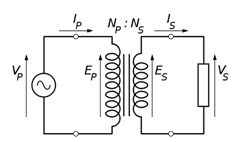 I_P N_P : N_S I_S
V_P E_P E_S V_S